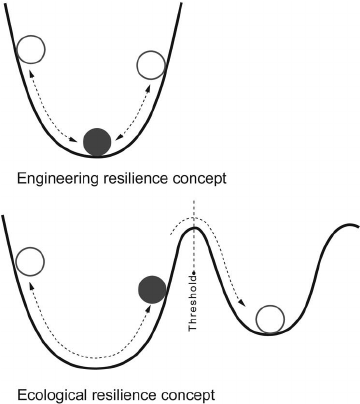 Engineering resilience concept
Threshold
Ecological resilience concept